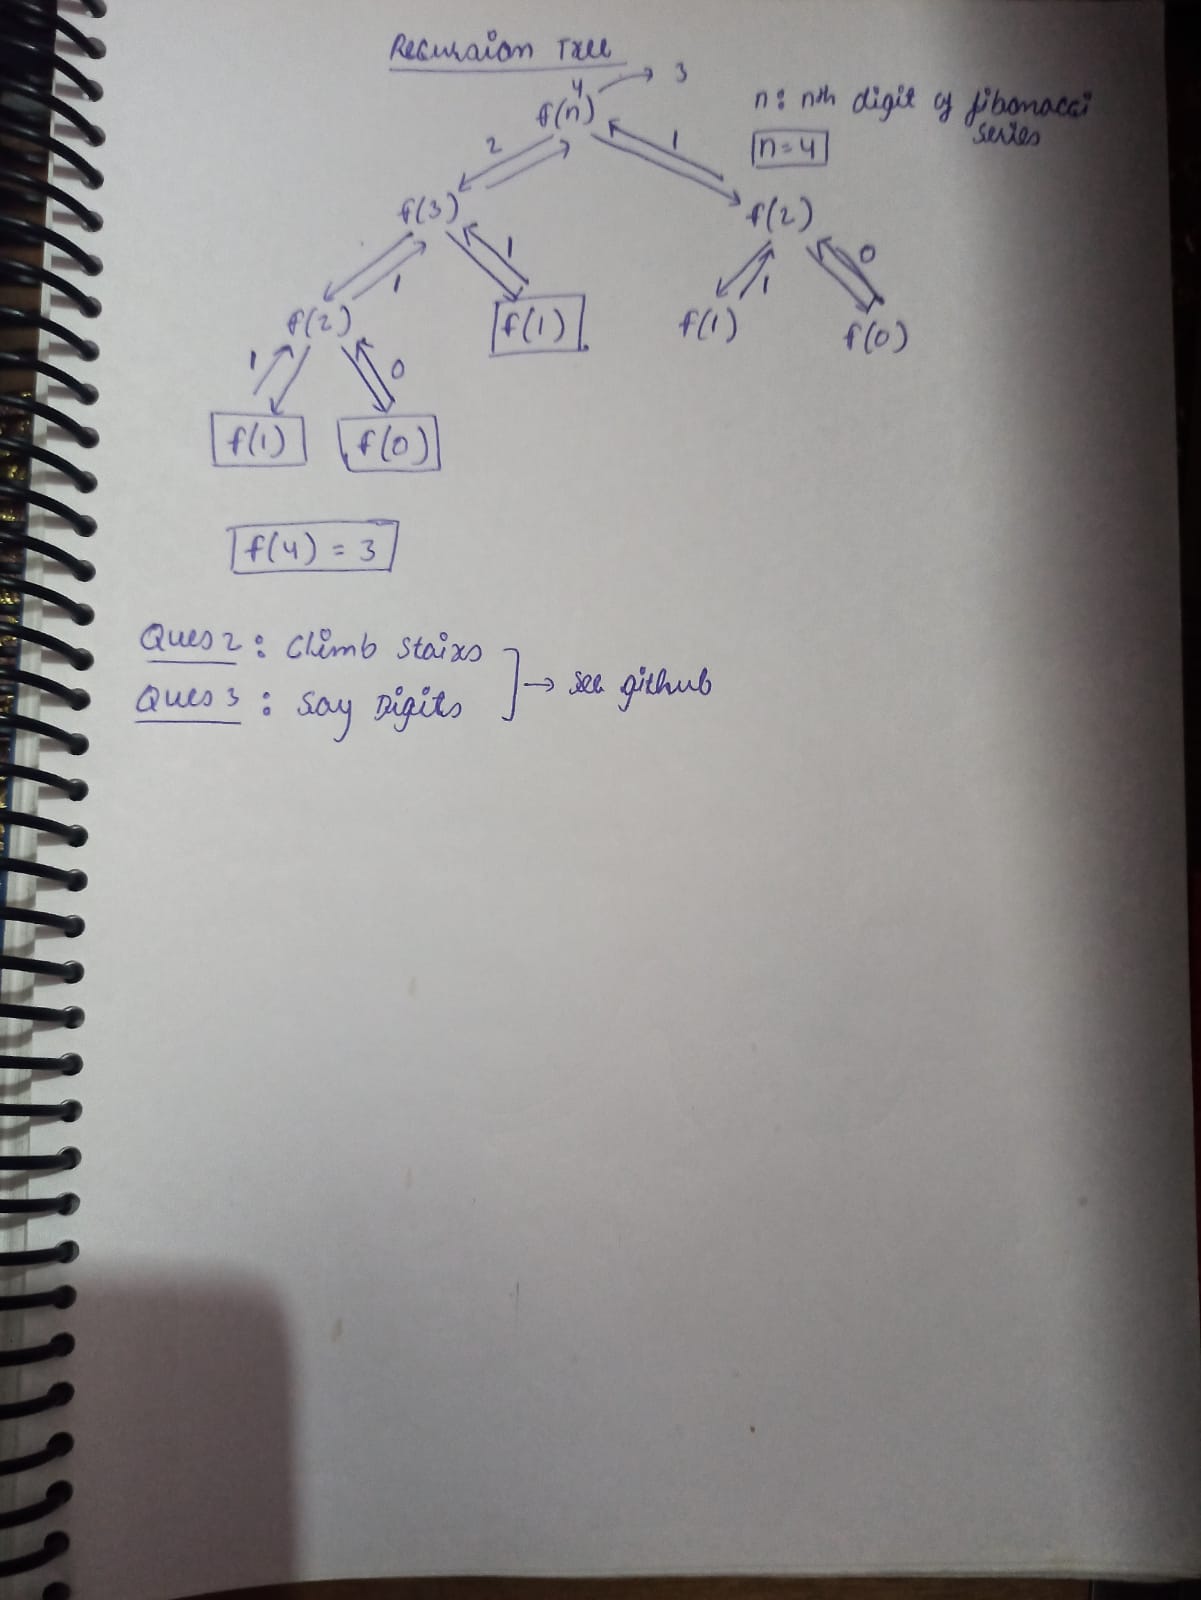 Recursion Tree
4 → 3
f(n)
n: nth digit of fibonacci
series
n=4
2 1
f(3) f(2)
1 1 1 0
f(2) f(1) f(1) f(0)
1 0
f(1) f(0)
f(4) = 3
Ques 2 : Climb Stairs
Ques 3 : Say Digits
→ see github